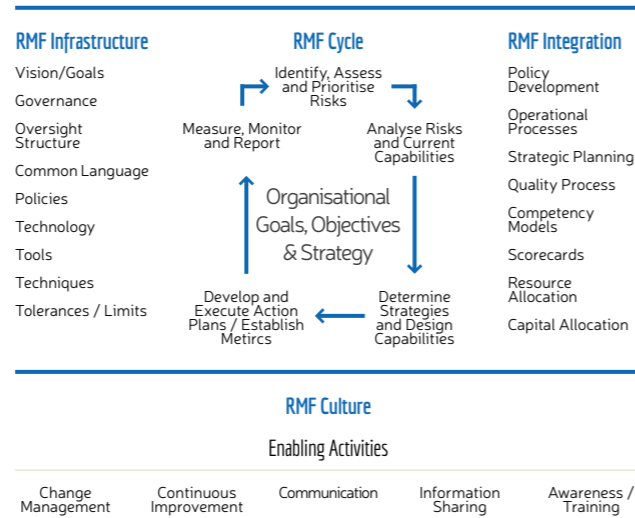 RMF Infrastructure
Vision/Goals
Governance
Oversight
Structure
Common Language
Policies
Technology
Tools
Techniques
Tolerances / Limits
RMF Cycle
Identify, Assess
and Prioritise
Risks
Analyse Risks
and Current
Capabilities
Determine
Strategies
and Design
Capabilities
Develop and
Execute Action
Plans / Establish
Metircs
Measure, Monitor
and Report
Organisational
Goals, Objectives
& Strategy
RMF Integration
Policy
Development
Operational
Processes
Strategic Planning
Quality Process
Competency
Models
Scorecards
Resource
Allocation
Capital Allocation
RMF Culture
Enabling Activities
Change
Management
Continuous
Improvement
Communication
Information
Sharing
Awareness /
Training